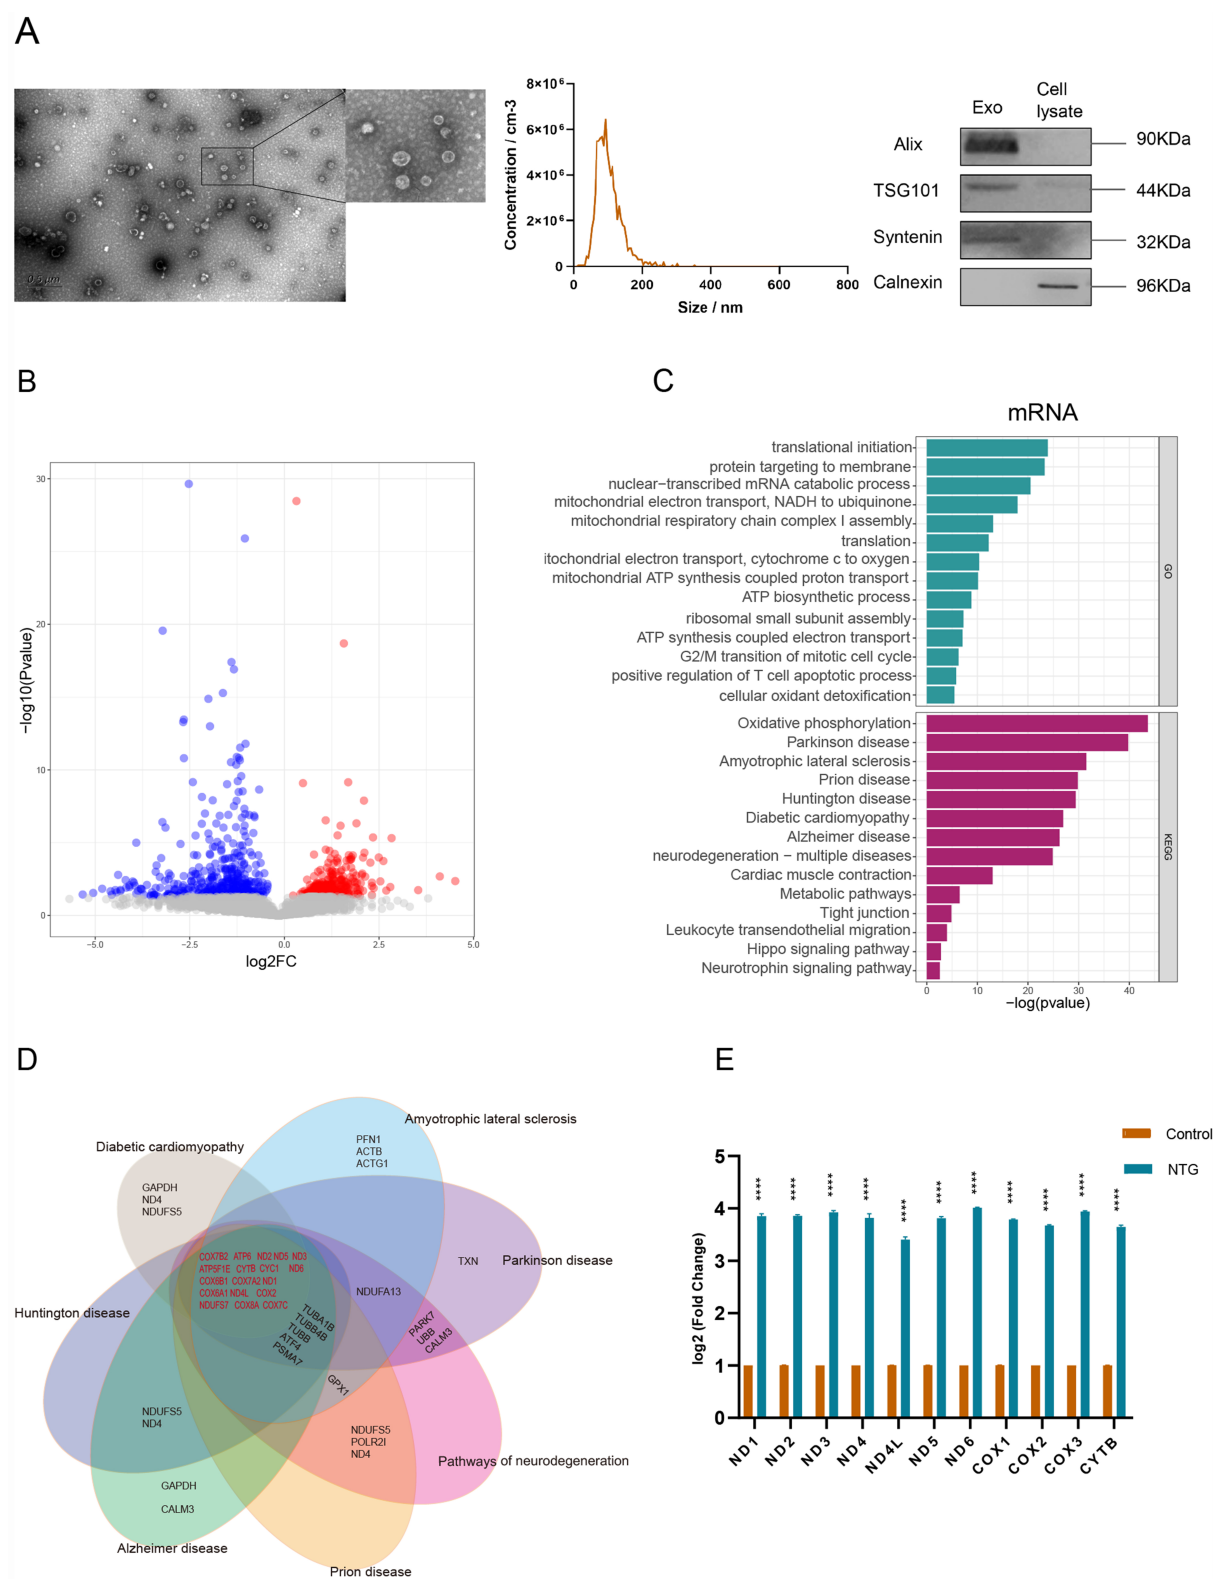 A
0.5 μm
Concentration / cm-3
8×10⁶
6×10⁶
4×10⁶
2×10⁶
0
0 200 400 600 800
Size / nm
Exo
Cell
lysate
Alix 90KDa
TSG101 44KDa
Syntenin 32KDa
Calnexin 96KDa
B
−log10(Pvalue)
30
20
10
0
−5.0 −2.5 0.0 2.5 5.0
log2FC
C
mRNA
translational initiation
protein targeting to membrane
nuclear−transcribed mRNA catabolic process
mitochondrial electron transport, NADH to ubiquinone
mitochondrial respiratory chain complex I assembly
translation
itochondrial electron transport, cytochrome c to oxygen
mitochondrial ATP synthesis coupled proton transport
ATP biosynthetic process
ribosomal small subunit assembly
ATP synthesis coupled electron transport
G2/M transition of mitotic cell cycle
positive regulation of T cell apoptotic process
cellular oxidant detoxification
GO
Oxidative phosphorylation
Parkinson disease
Amyotrophic lateral sclerosis
Prion disease
Huntington disease
Diabetic cardiomyopathy
Alzheimer disease
neurodegeneration − multiple diseases
Cardiac muscle contraction
Metabolic pathways
Tight junction
Leukocyte transendothelial migration
Hippo signaling pathway
Neurotrophin signaling pathway
KEGG
0 10 20 30 40
−log(pvalue)
D
Amyotrophic lateral sclerosis
Diabetic cardiomyopathy
PFN1
ACTB
ACTG1
GAPDH
ND4
NDUFS5
Parkinson disease
TXN
COX7B2 ATP6 ND2 ND5 ND3
ATP5F1E CYTB CYC1 ND6
COX6B1 COX7A2 ND1
COX6A1 ND4L COX2
NDUFS7 COX8A COX7C
NDUFA13
Huntington disease
TUBA1B
TUBB4B
TUBB
ATF4
PSMA7
PARK7
UBB
CALM3
GPX1
NDUFS5
ND4
NDUFS5
POLR2I
ND4
Pathways of neurodegeneration
GAPDH
CALM3
Alzheimer disease
Prion disease
E
Control
NTG
log2 (Fold Change)
5
4
3
2
1
0
**** **** **** **** **** **** **** **** **** **** ****
ND1 ND2 ND3 ND4 ND4L ND5 ND6 COX1 COX2 COX3 CYTB